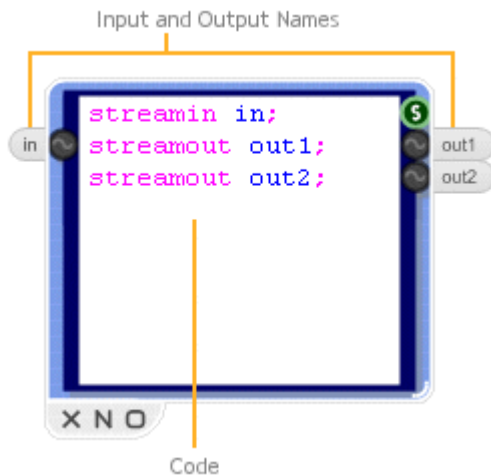 Input and Output Names
streamin in;
in
streamout out1;
out1
streamout out2;
out2
S
X N O
Code